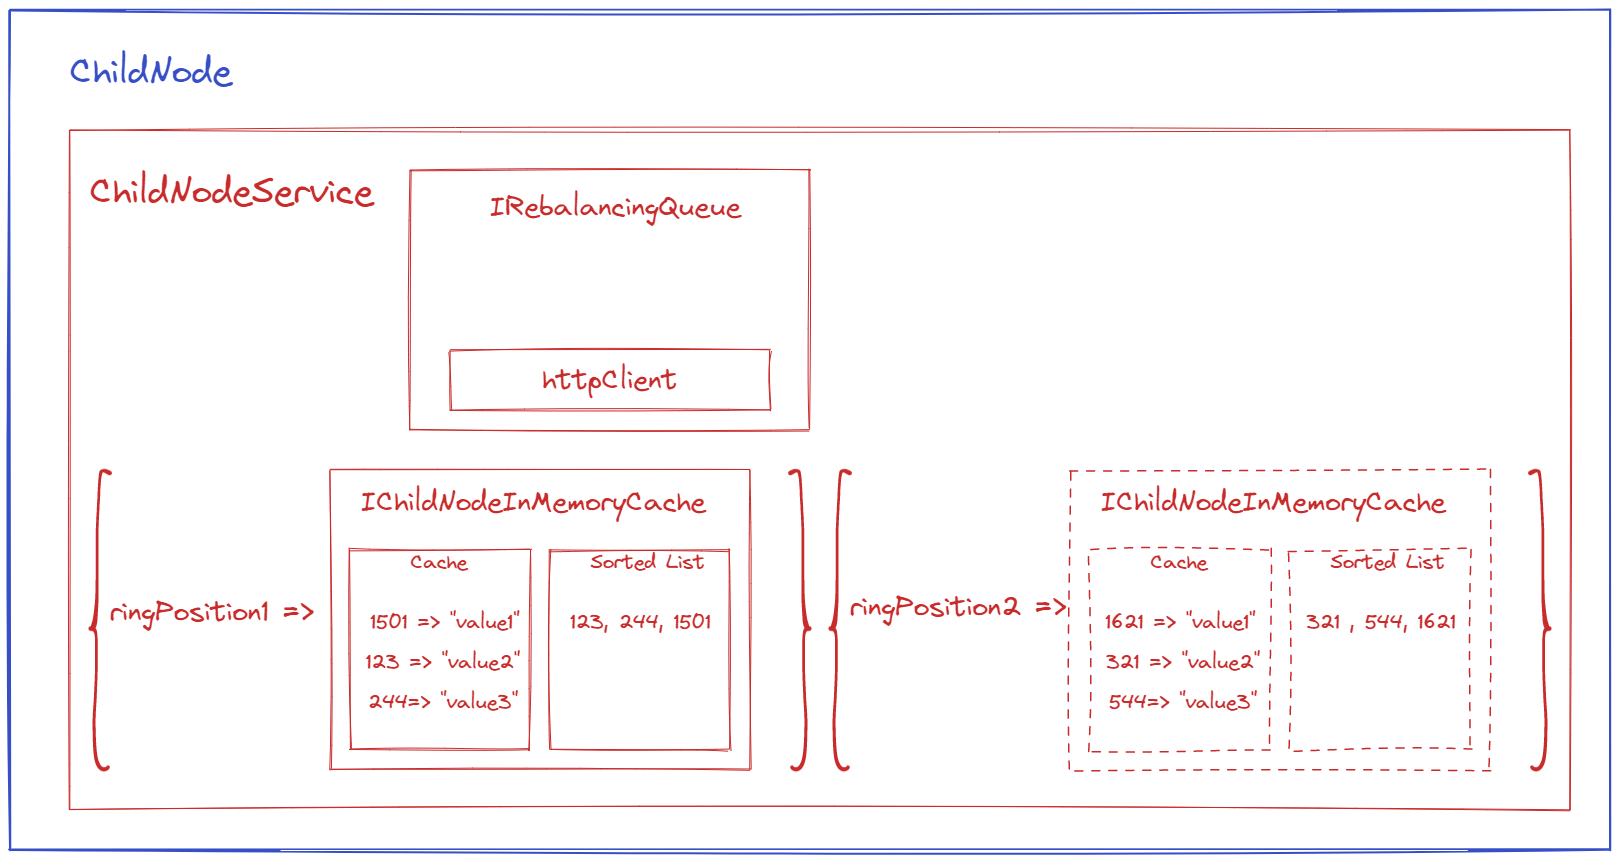 ChildNode
ChildNodeService
IRebalancingQueue
httpClient
ringPosition1 =>
IChildNodeInMemoryCache
Cache
1501 => "value1"
123 => "value2"
244=> "value3"
Sorted List
123, 244, 1501
ringPosition2 =>
IChildNodeInMemoryCache
Cache
1621 => "value1"
321 => "value2"
544=> "value3"
Sorted List
321 , 544, 1621